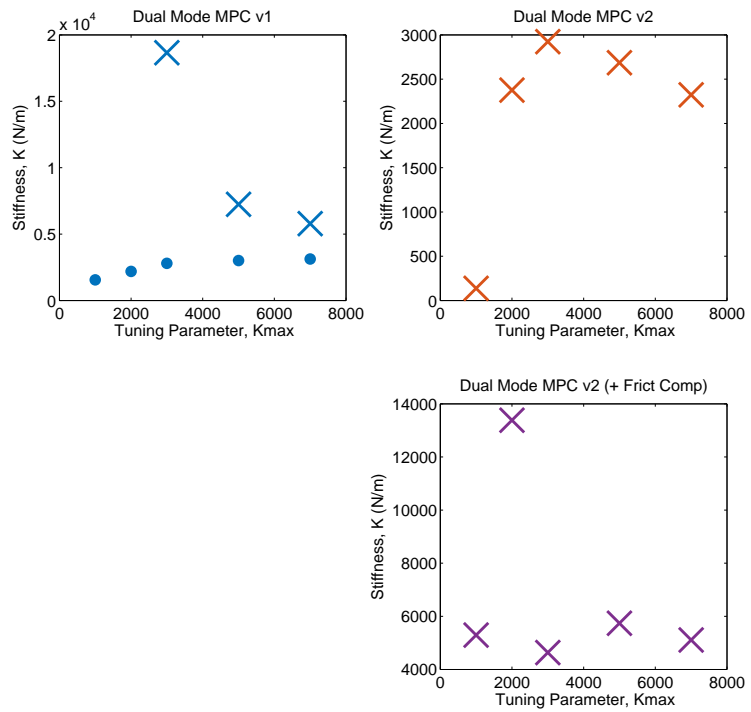 Dual Mode MPC v1
x 10^4
2
1.5
1
0.5
0
0 2000 4000 6000 8000
Stiffness, K (N/m)
Tuning Parameter, Kmax
Dual Mode MPC v2
3000
2500
2000
1500
1000
500
0
0 2000 4000 6000 8000
Stiffness, K (N/m)
Tuning Parameter, Kmax
Dual Mode MPC v2 (+ Frict Comp)
14000
12000
10000
8000
6000
4000
0 2000 4000 6000 8000
Stiffness, K (N/m)
Tuning Parameter, Kmax